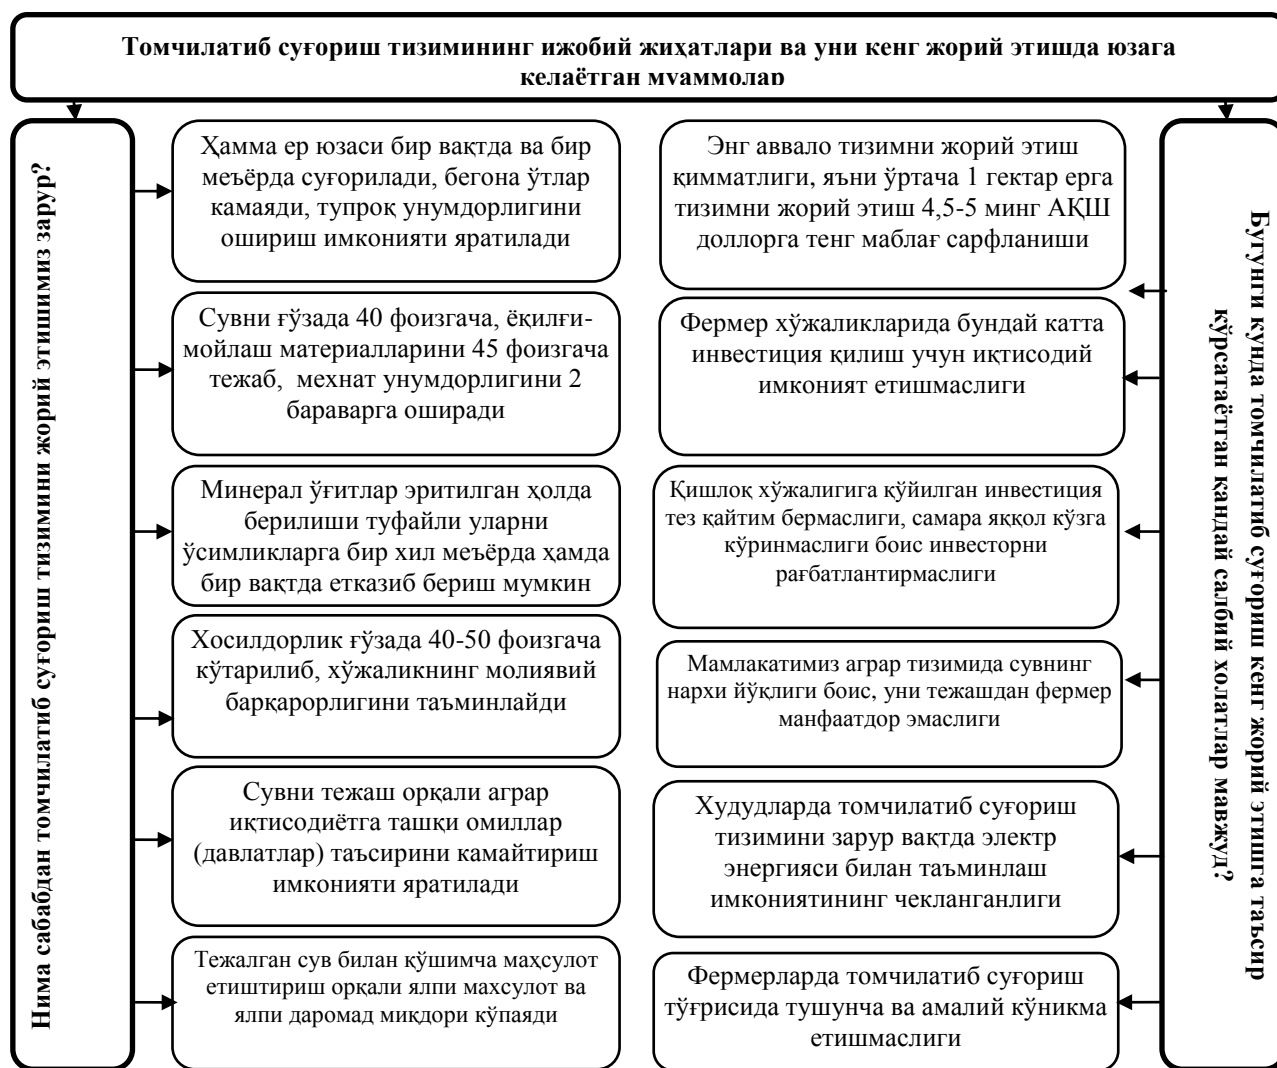 Томчилатиб суғориш тизимининг ижобий жиҳатлари ва уни кенг жорий этишда юзага
келаётган муаммолар
Нима сабабдан томчилатиб суғориш тизимини жорий этишимиз зарур?
Ҳамма ер юзаси бир вақтда ва бир
меъёрда суғорилади, бегона ўтлар
камаяди, тупроқ унумдорлигини
ошириш имконияти яратилади
Сувни ғўзада 40 фоизгача, ёқилғи-
мойлаш материалларини 45 фоизгача
тежаб, мехнат унумдорлигини 2
бараварга оширади
Минерал ўғитлар эритилган ҳолда
берилиши туфайли уларни
ўсимликларга бир хил меъёрда ҳамда
бир вақтда етказиб бериш мумкин
Хосилдорлик ғўзада 40-50 фоизгача
кўтарилиб, хўжаликнинг молиявий
барқарорлигини таъминлайди
Сувни тежаш орқали аграр
иқтисодиётга ташқи омиллар
(давлатлар) таъсирини камайтириш
имконияти яратилади
Тежалган сув билан қўшимча маҳсулот
етиштириш орқали ялпи махсулот ва
ялпи даромад миқдори кўпаяди
Энг аввало тизимни жорий этиш
қимматлиги, яъни ўртача 1 гектар ерга
тизимни жорий этиш 4,5-5 минг АҚШ
доллорга тенг маблағ сарфланиши
Фермер хўжаликларида бундай катта
инвестиция қилиш учун иқтисодий
имконият етишмаслиги
Қишлоқ хўжалигига қўйилган инвестиция
тез қайтим бермаслиги, самара яққол кўзга
кўринмаслиги боис инвесторни
рағбатлантирмаслиги
Мамлакатимиз аграр тизимида сувнинг
нархи йўқлиги боис, уни тежашдан фермер
манфаатдор эмаслиги
Худудларда томчилатиб суғориш
тизимини зарур вақтда электр
энергияси билан таъминлаш
имкониятининг чекланганлиги
Фермерларда томчилатиб суғориш
тўғрисида тушунча ва амалий кўникма
етишмаслиги
Бугунги кунда томчилатиб суғориш кенг жорий этишга таъсир
кўрсатаётган қандай салбий холатлар мавжуд?